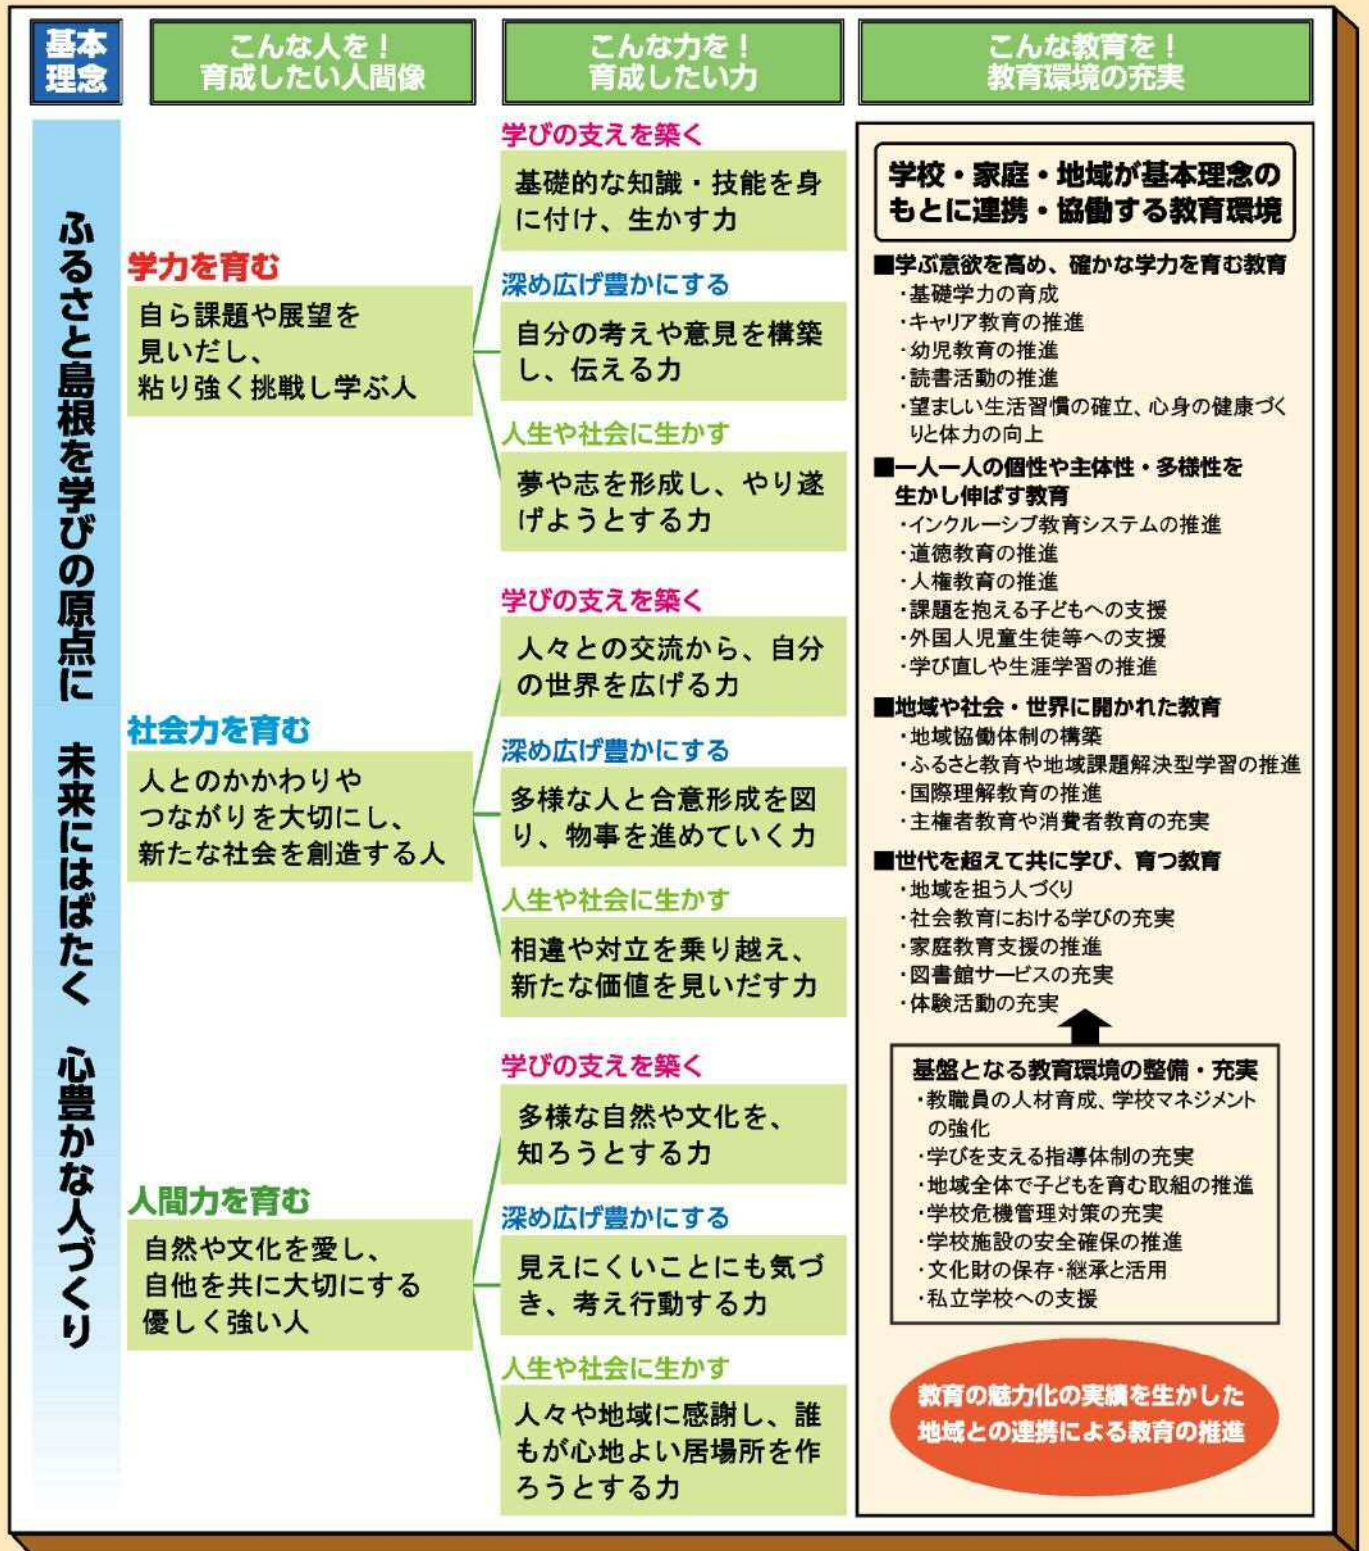 基本
理念
こんな人を！
育成したい人間像
こんな力を！
育成したい力
こんな教育を！
教育環境の充実
ふるさと島根を学びの原点に　未来にはばたく　心豊かな人づくり
学力を育む
自ら課題や展望を
見いだし、
粘り強く挑戦し学ぶ人
学びの支えを築く
基礎的な知識・技能を身
に付け、生かす力
深め広げ豊かにする
自分の考えや意見を構築
し、伝える力
人生や社会に生かす
夢や志を形成し、やり遂
げようとする力
社会力を育む
人とのかかわりや
つながりを大切にし、
新たな社会を創造する人
学びの支えを築く
人々との交流から、自分
の世界を広げる力
深め広げ豊かにする
多様な人と合意形成を図
り、物事を進めていく力
人生や社会に生かす
相違や対立を乗り越え、
新たな価値を見いだす力
人間力を育む
自然や文化を愛し、
自他を共に大切にする
優しく強い人
学びの支えを築く
多様な自然や文化を、
知ろうとする力
深め広げ豊かにする
見えにくいことにも気づ
き、考え行動する力
人生や社会に生かす
人々や地域に感謝し、誰
もが心地よい居場所を作
ろうとする力
学校・家庭・地域が基本理念の
もとに連携・協働する教育環境
■学ぶ意欲を高め、確かな学力を育む教育
・基礎学力の育成
・キャリア教育の推進
・幼児教育の推進
・読書活動の推進
・望ましい生活習慣の確立、心身の健康づく
りと体力の向上
■一人一人の個性や主体性・多様性を
生かし伸ばす教育
・インクルーシブ教育システムの推進
・道徳教育の推進
・人権教育の推進
・課題を抱える子どもへの支援
・外国人児童生徒等への支援
・学び直しや生涯学習の推進
■地域や社会・世界に開かれた教育
・地域協働体制の構築
・ふるさと教育や地域課題解決型学習の推進
・国際理解教育の推進
・主権者教育や消費者教育の充実
■世代を超えて共に学び、育つ教育
・地域を担う人づくり
・社会教育における学びの充実
・家庭教育支援の推進
・図書館サービスの充実
・体験活動の充実
基盤となる教育環境の整備・充実
・教職員の人材育成、学校マネジメント
の強化
・学びを支える指導体制の充実
・地域全体で子どもを育む取組の推進
・学校危機管理対策の充実
・学校施設の安全確保の推進
・文化財の保存・継承と活用
・私立学校への支援
教育の魅力化の実績を生かした
地域との連携による教育の推進